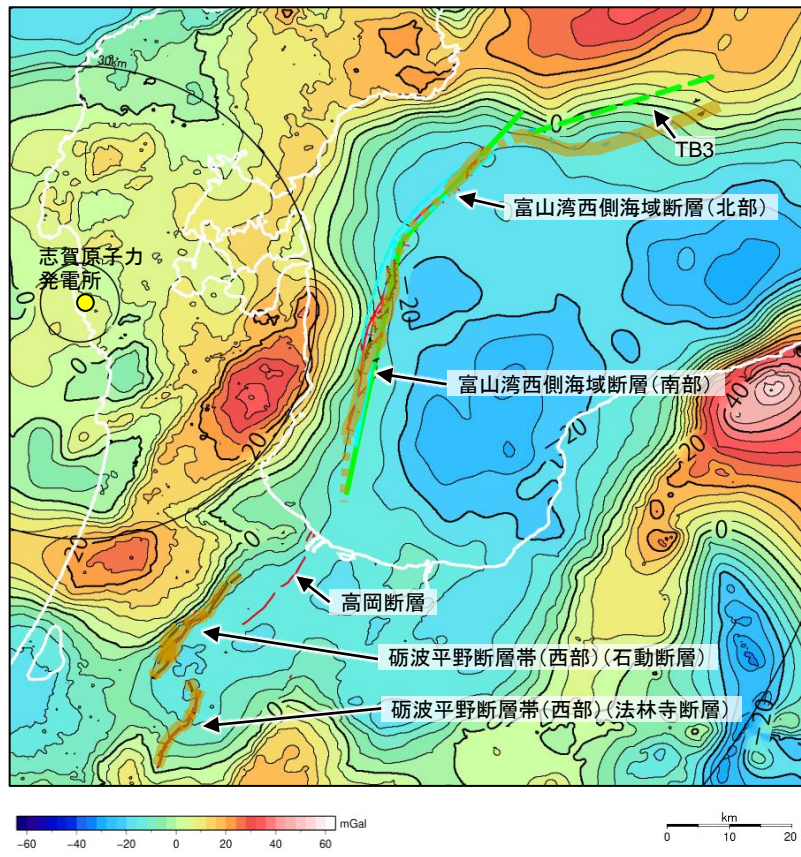 30km
0
TB3
富山湾西側海域断層(北部)
志賀原子力
発電所
0
-20
0
富山湾西側海域断層(南部)
40
20
-20
20
0
0
20
高岡断層
砺波平野断層帯(西部)(石動断層)
砺波平野断層帯(西部)(法林寺断層)
-20
mGal
-60 -40 -20 0 20 40 60
km
0 10 20